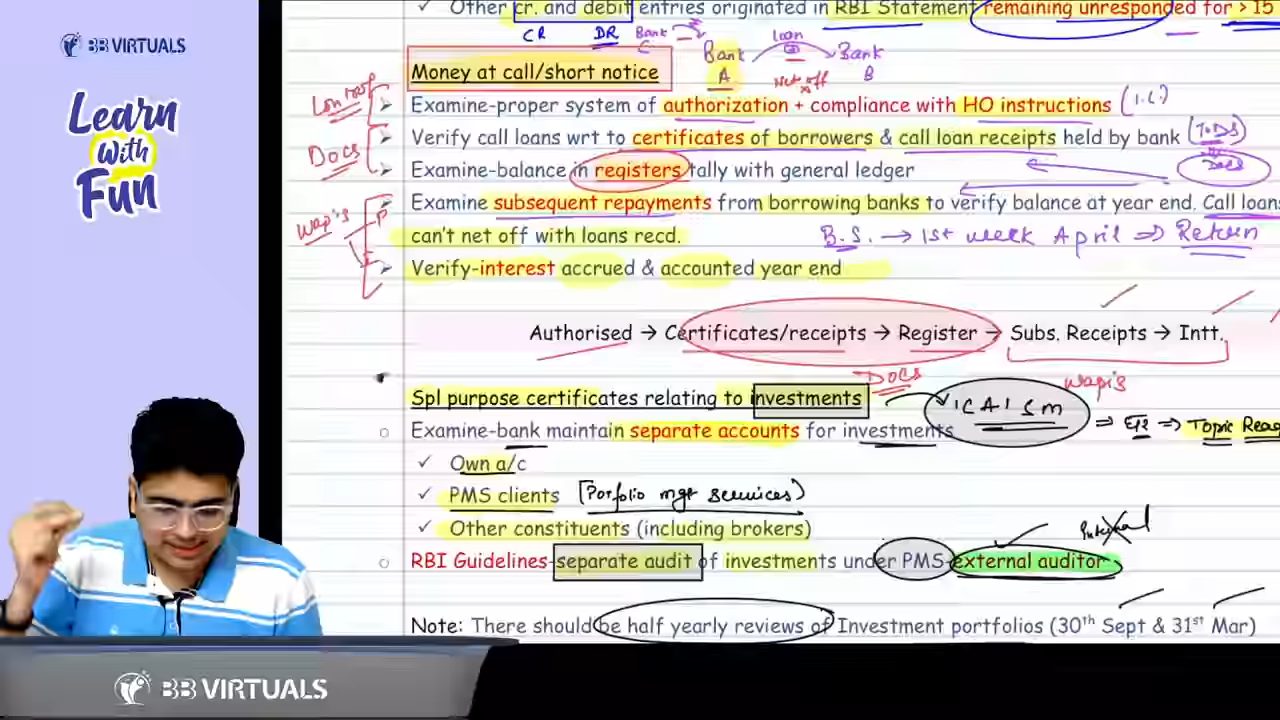 BB VIRTUALS
Learn
With
Fun
✓ Other cr. and debit entries originated in RBI Statement remaining unresponded for > 15
CR DR Bank C
Bank A loan Bank B
Net off
Money at call/short notice
➤ Examine-proper system of authorization + compliance with HO instructions
➤ Verify call loans wrt to certificates of borrowers & call loan receipts held by bank
Docs
➤ Examine-balance in registers tally with general ledger
Docs
➤ Examine subsequent repayments from borrowing banks to verify balance at year end. Call loans
can't net off with loans recd. B.S. → 1st week April ⇒ Return
Wapis
➤ Verify-interest accrued & accounted year end
Authorised → Certificates/receipts → Register → Subs. Receipts → Intt.
Docs Wapis
Spl purpose certificates relating to investments
ICAI SM
○ Examine-bank maintain separate accounts for investments
⇒ Topic
✓ Own a/c
✓ PMS clients (Porfolio mgt services)
✓ Other constituents (including brokers)
○ RBI Guidelines-separate audit of investments under PMS-external auditor
Note: There should be half yearly reviews of Investment portfolios (30th Sept & 31st Mar)
BB VIRTUALS